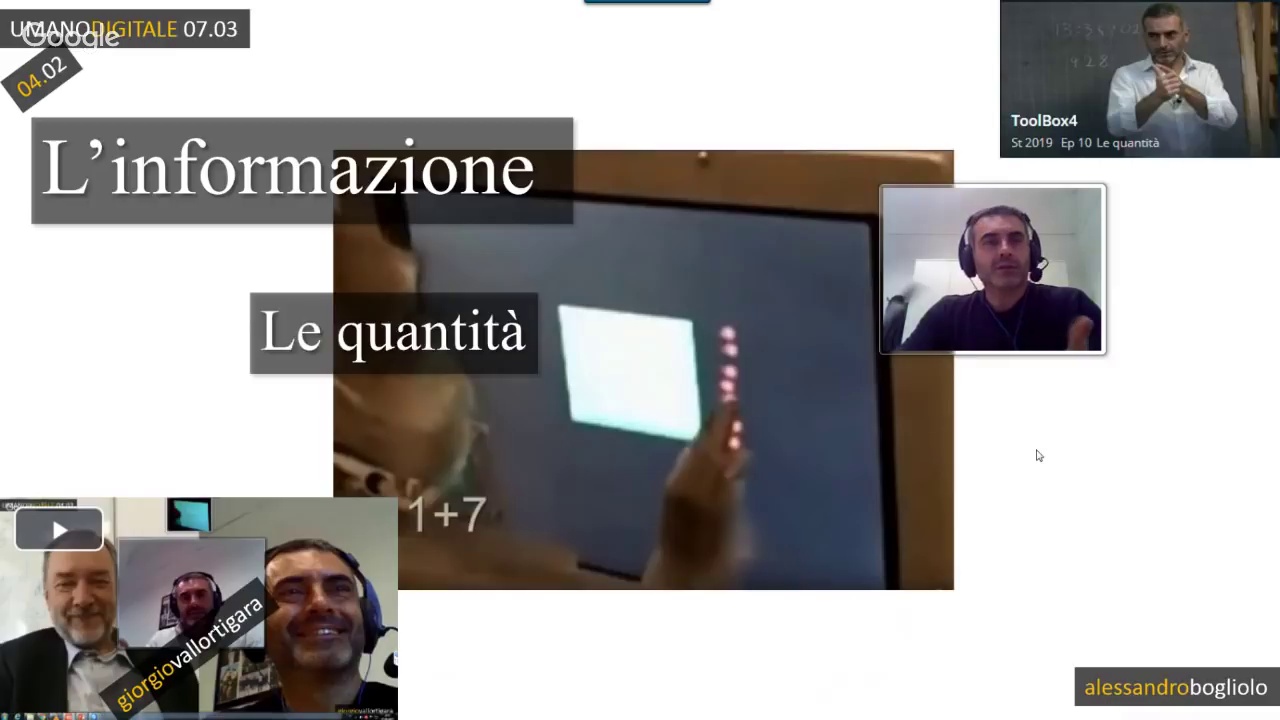 UMANODIGITALE 07.03
Google
04.02
L'informazione
Le quantità
ToolBox4
St 2019 Ep 10 Le quantità
1+7
giorgiovallortigara
alessandrobogliolo